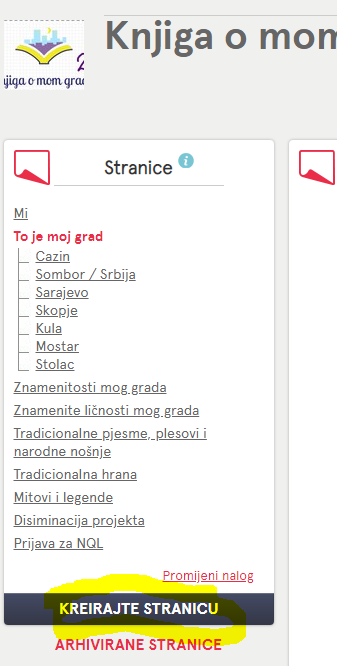 Knjiga o mom
njiga o mom grad
Stranice
Mi
To je moj grad
Cazin
Sombor / Srbija
Sarajevo
Skopje
Kula
Mostar
Stolac
Znamenitosti mog grada
Znamenite ličnosti mog grada
Tradicionalne pjesme, plesovi i
narodne nošnje
Tradicionalna hrana
Mitovi i legende
Disiminacija projekta
Prijava za NQL
Promijeni nalog
KREIRAJTE STRANICU
ARHIVIRANE STRANICE